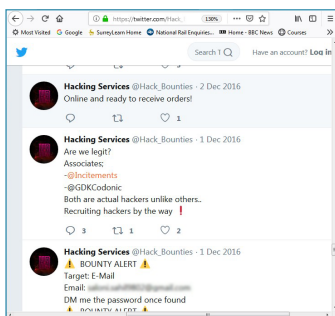 https://twitter.com/Hack_
130%
Most Visited Google SurreyLearn Home National Rail Enquiries... Home - BBC News Courses
Search T
Have an account? Log in
Hacking Services @Hack_Bounties · 2 Dec 2016
Online and ready to receive orders!
1
Hacking Services @Hack_Bounties · 1 Dec 2016
Are we legit?
Associates;
-@Incitements
-@GDKCodonic
Both are actual hackers unlike others..
Recruiting hackers by the way ❗
3 1 2
Hacking Services @Hack_Bounties · 1 Dec 2016
⚠ BOUNTY ALERT ⚠
Target: E-Mail
Email:
DM me the password once found
⚠ BOUNTY ALERT ⚠